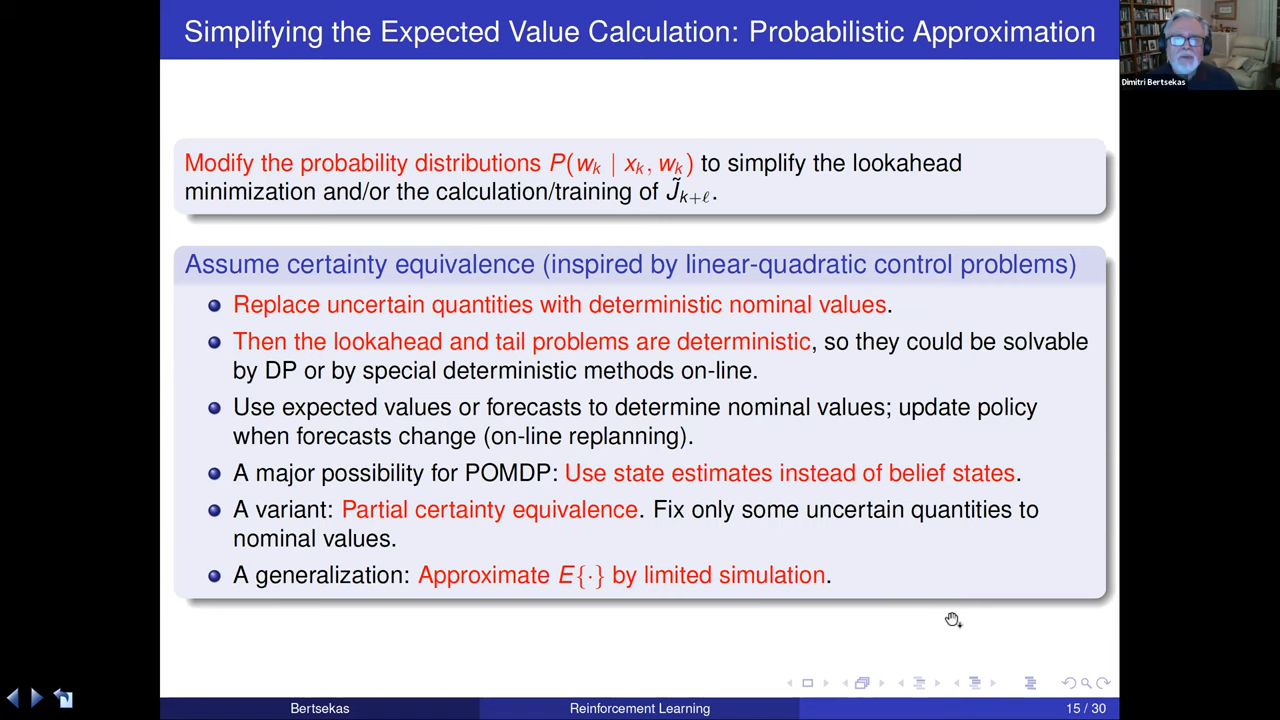 Simplifying the Expected Value Calculation: Probabilistic Approximation
Dimitri Bertsekas
Modify the probability distributions P(w_k | x_k, w_k) to simplify the lookahead
minimization and/or the calculation/training of J̃_{k+ℓ}.
Assume certainty equivalence (inspired by linear-quadratic control problems)
Replace uncertain quantities with deterministic nominal values.
Then the lookahead and tail problems are deterministic, so they could be solvable
by DP or by special deterministic methods on-line.
Use expected values or forecasts to determine nominal values; update policy
when forecasts change (on-line replanning).
A major possibility for POMDP: Use state estimates instead of belief states.
A variant: Partial certainty equivalence. Fix only some uncertain quantities to
nominal values.
A generalization: Approximate E{·} by limited simulation.
Bertsekas
Reinforcement Learning
15 / 30